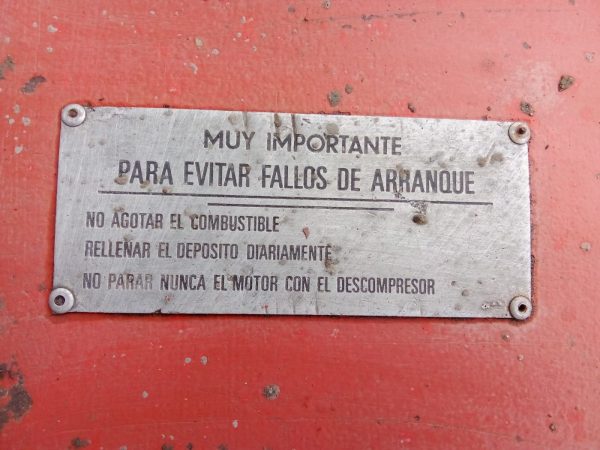 MUY IMPORTANTE
PARA EVITAR FALLOS DE ARRANQUE
NO AGOTAR EL COMBUSTIBLE
RELLENAR EL DEPOSITO DIARIAMENTE
NO PARAR NUNCA EL MOTOR CON EL DESCOMPRESOR